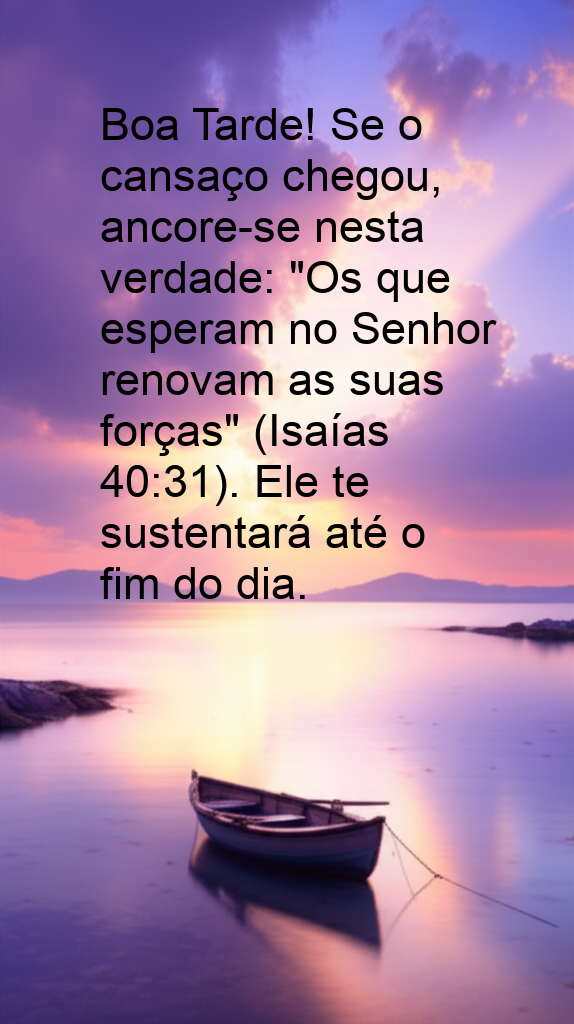 Boa Tarde! Se o
cansaço chegou,
ancore-se nesta
verdade: "Os que
esperam no Senhor
renovam as suas
forças" (Isaías
40:31). Ele te
sustentará até o
fim do dia.